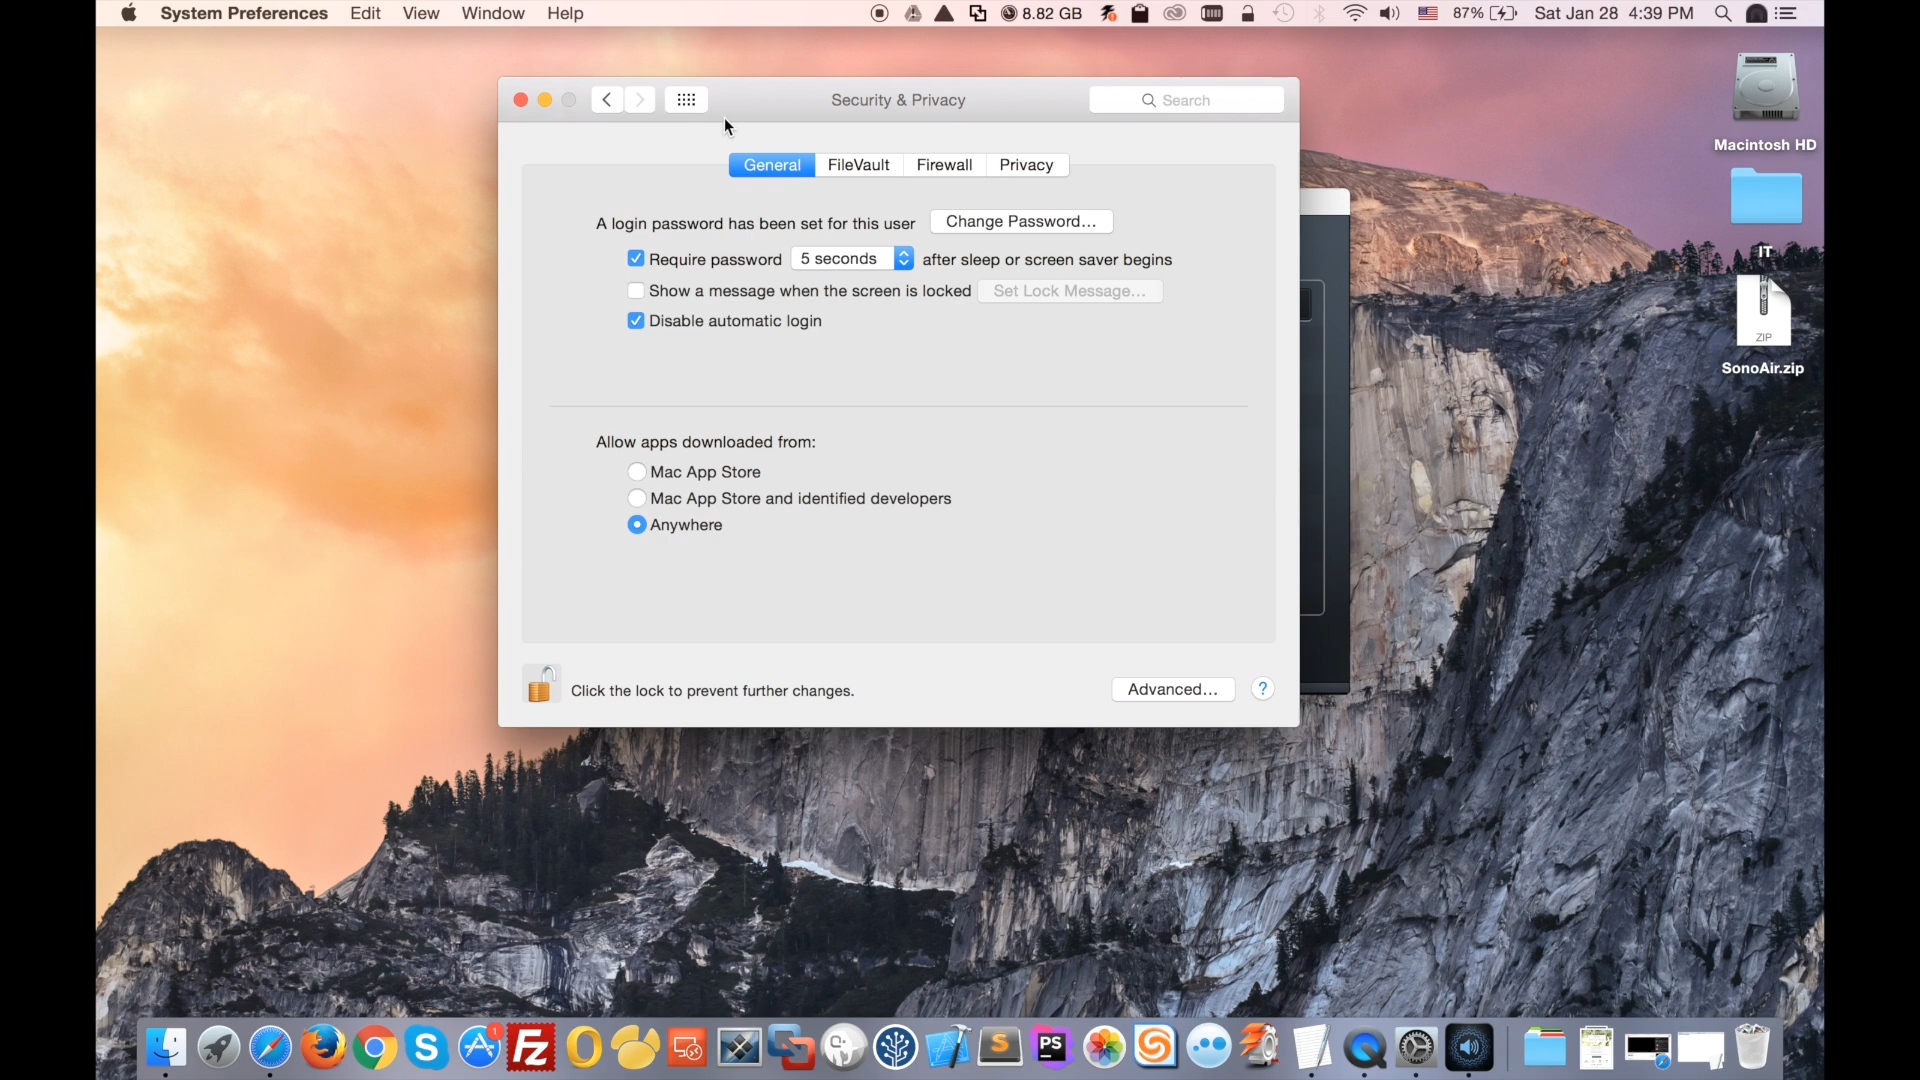 System Preferences Edit View Window Help 8.82 GB 87% Sat Jan 28 4:39 PM
Security & Privacy Search
General FileVault Firewall Privacy
A login password has been set for this user Change Password...
Require password 5 seconds after sleep or screen saver begins
Show a message when the screen is locked Set Lock Message...
Disable automatic login
Allow apps downloaded from:
Mac App Store
Mac App Store and identified developers
Anywhere
Click the lock to prevent further changes. Advanced... ?
Macintosh HD
IT
ZIP
SonoAir.zip
1
Fz
S
PS